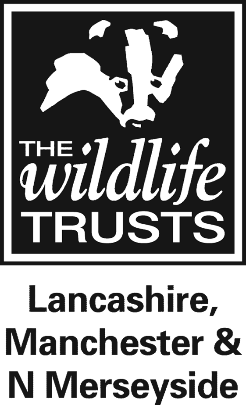 THE
wildlife
TRUSTS
Lancashire,
Manchester &
N Merseyside